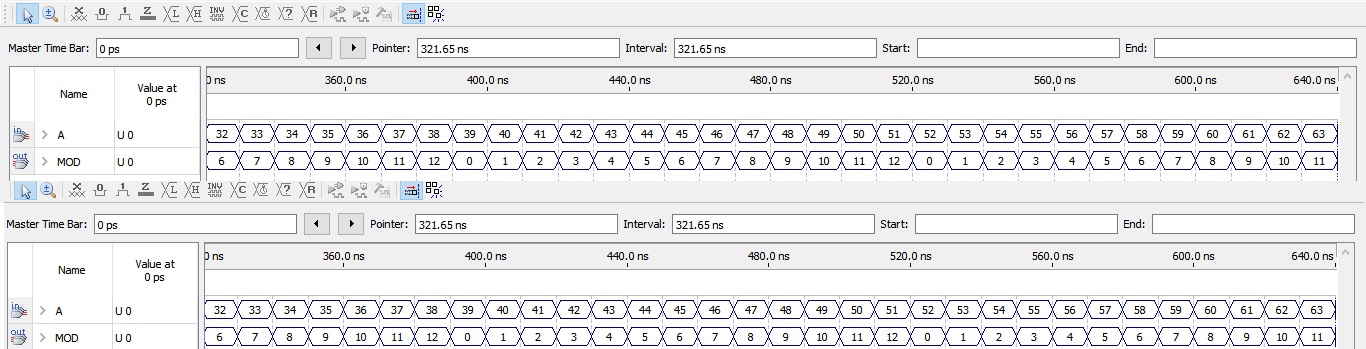 Master Time Bar: 0 ps Pointer: 321.65 ns Interval: 321.65 ns Start: End:
Name Value at 0 ps 0 ns 360.0 ns 400.0 ns 440.0 ns 480.0 ns 520.0 ns 560.0 ns 600.0 ns 640.0 ns
in > A U 0 32 33 34 35 36 37 38 39 40 41 42 43 44 45 46 47 48 49 50 51 52 53 54 55 56 57 58 59 60 61 62 63
out > MOD U 0 6 7 8 9 10 11 12 0 1 2 3 4 5 6 7 8 9 10 11 12 0 1 2 3 4 5 6 7 8 9 10 11
Master Time Bar: 0 ps Pointer: 321.65 ns Interval: 321.65 ns Start: End:
Name Value at 0 ps 0 ns 360.0 ns 400.0 ns 440.0 ns 480.0 ns 520.0 ns 560.0 ns 600.0 ns 640.0 ns
in > A U 0 32 33 34 35 36 37 38 39 40 41 42 43 44 45 46 47 48 49 50 51 52 53 54 55 56 57 58 59 60 61 62 63
out > MOD U 0 6 7 8 9 10 11 12 0 1 2 3 4 5 6 7 8 9 10 11 12 0 1 2 3 4 5 6 7 8 9 10 11